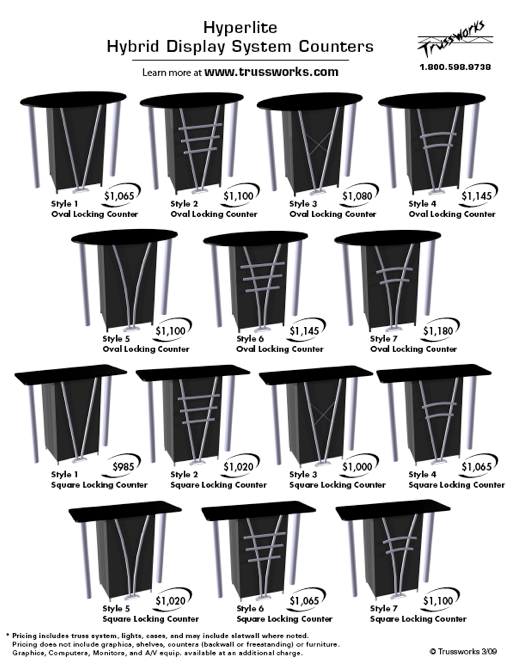 Hyperlite
Hybrid Display System Counters
Learn more at www.trussworks.com
Trussworks
1.800.598.9738
$1,065
Style 1
Oval Locking Counter
$1,100
Style 2
Oval Locking Counter
$1,080
Style 3
Oval Locking Counter
$1,145
Style 4
Oval Locking Counter
$1,100
Style 5
Oval Locking Counter
$1,145
Style 6
Oval Locking Counter
$1,180
Style 7
Oval Locking Counter
$985
Style 1
Square Locking Counter
$1,020
Style 2
Square Locking Counter
$1,000
Style 3
Square Locking Counter
$1,065
Style 4
Square Locking Counter
$1,020
Style 5
Square Locking Counter
$1,065
Style 6
Square Locking Counter
$1,100
Style 7
Square Locking Counter
* Pricing includes truss system, lights, cases, and may include slatwall where noted.
Pricing does not include graphics, shelves, counters (backwall or freestanding) or furniture.
Graphics, Computers, Monitors, and A/V equip. available at an additional charge.
© Trussworks 3/09